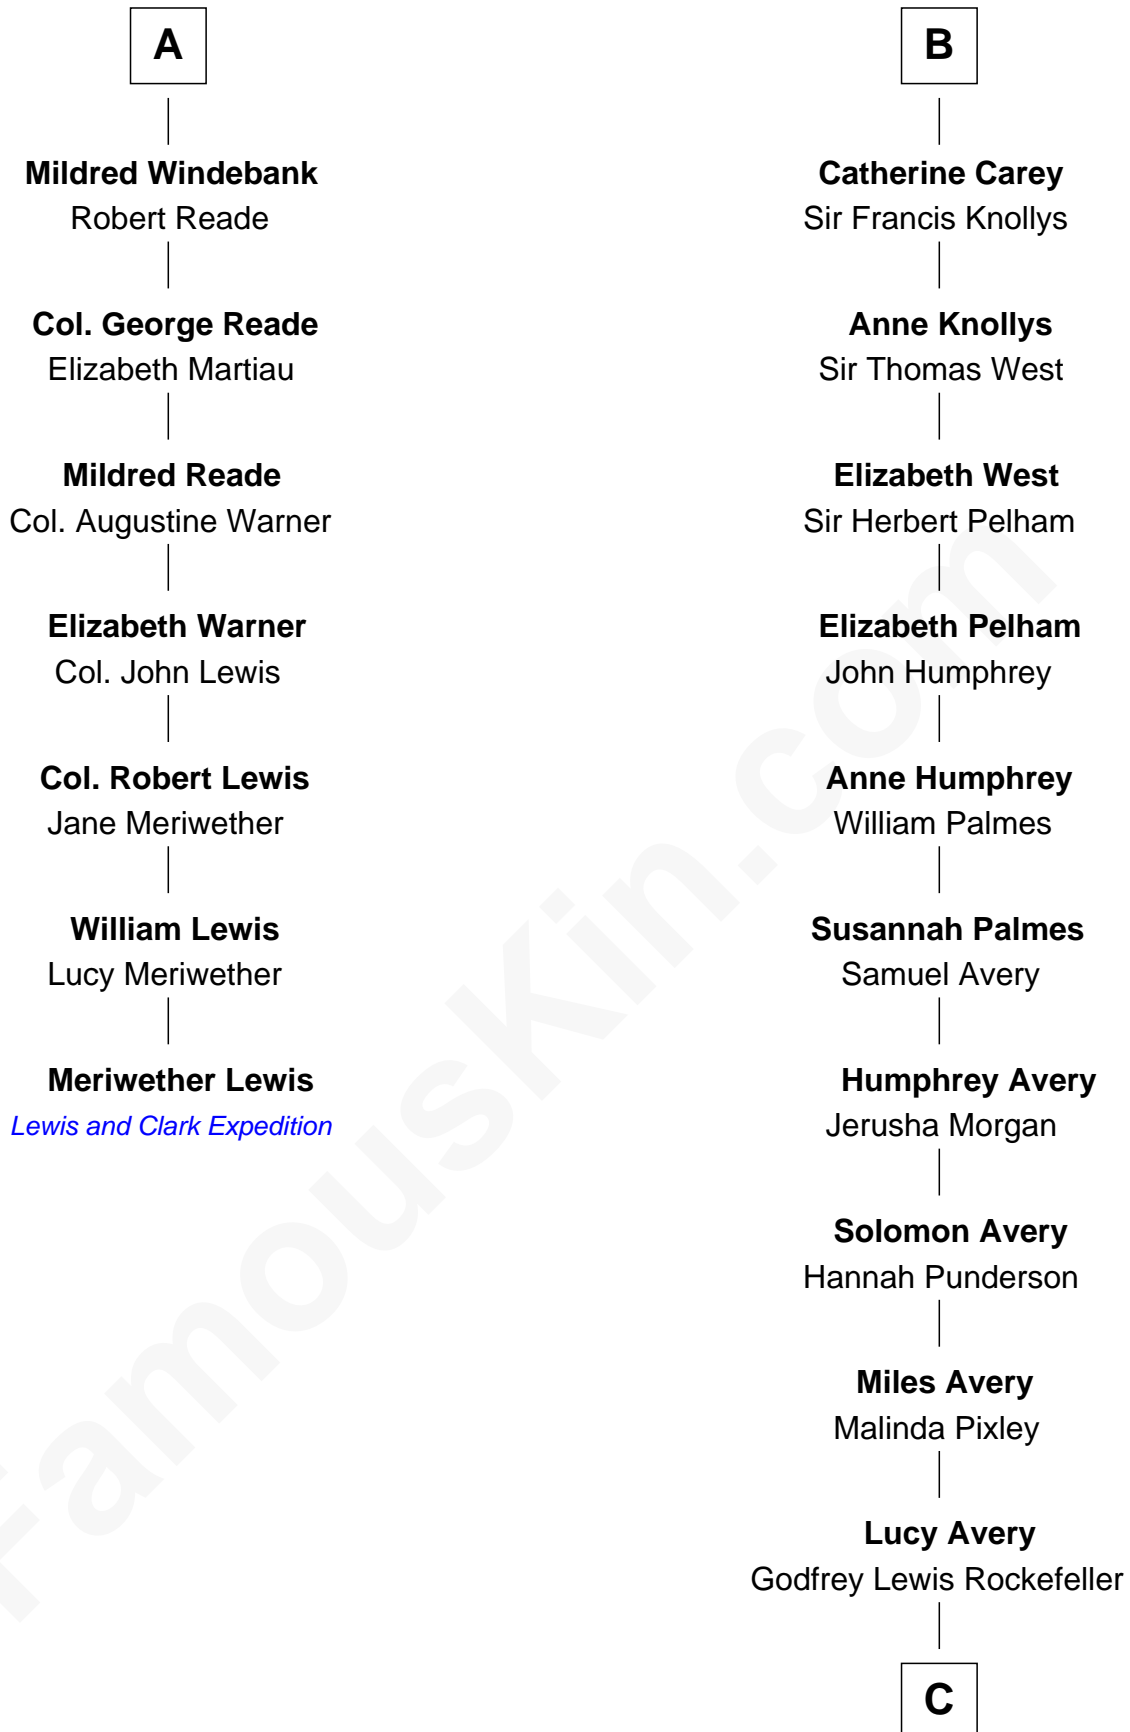 A
Mildred Windebank
Robert Reade
Col. George Reade
Elizabeth Martiau
Mildred Reade
Col. Augustine Warner
Elizabeth Warner
Col. John Lewis
Col. Robert Lewis
Jane Meriwether
William Lewis
Lucy Meriwether
Meriwether Lewis
Lewis and Clark Expedition
B
Catherine Carey
Sir Francis Knollys
Anne Knollys
Sir Thomas West
Elizabeth West
Sir Herbert Pelham
Elizabeth Pelham
John Humphrey
Anne Humphrey
William Palmes
Susannah Palmes
Samuel Avery
Humphrey Avery
Jerusha Morgan
Solomon Avery
Hannah Punderson
Miles Avery
Malinda Pixley
Lucy Avery
Godfrey Lewis Rockefeller
C
FamousKin.com